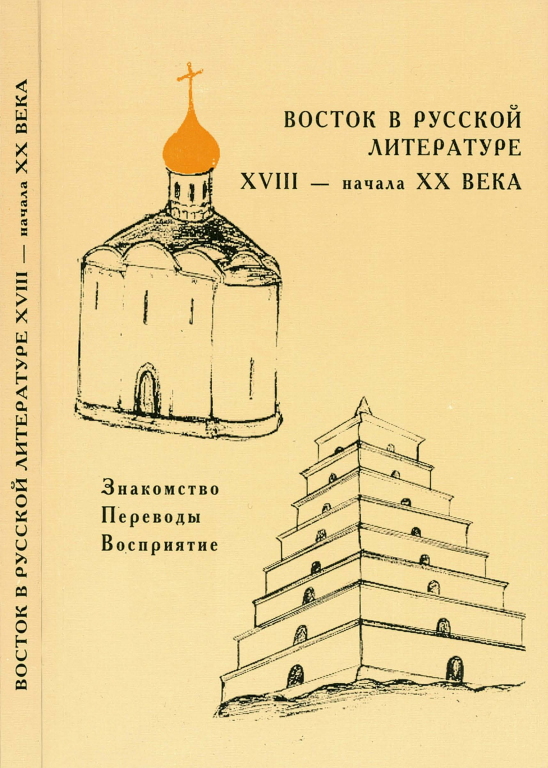 ВОСТОК В РУССКОЙ ЛИТЕРАТУРЕ XVIII — начала XX ВЕКА
ВОСТОК В РУССКОЙ
ЛИТЕРАТУРЕ
XVIII — начала XX ВЕКА
Знакомство
Переводы
Восприятие